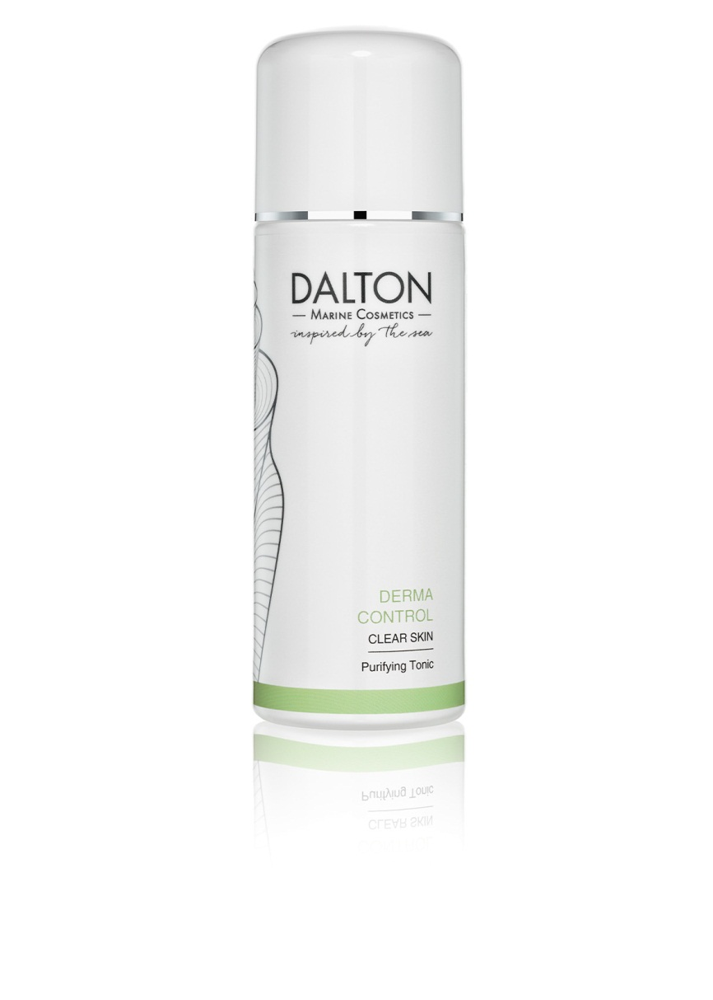 DALTON
— MARINE COSMETICS —
inspired by the sea
DERMA
CONTROL
CLEAR SKIN
Purifying Tonic